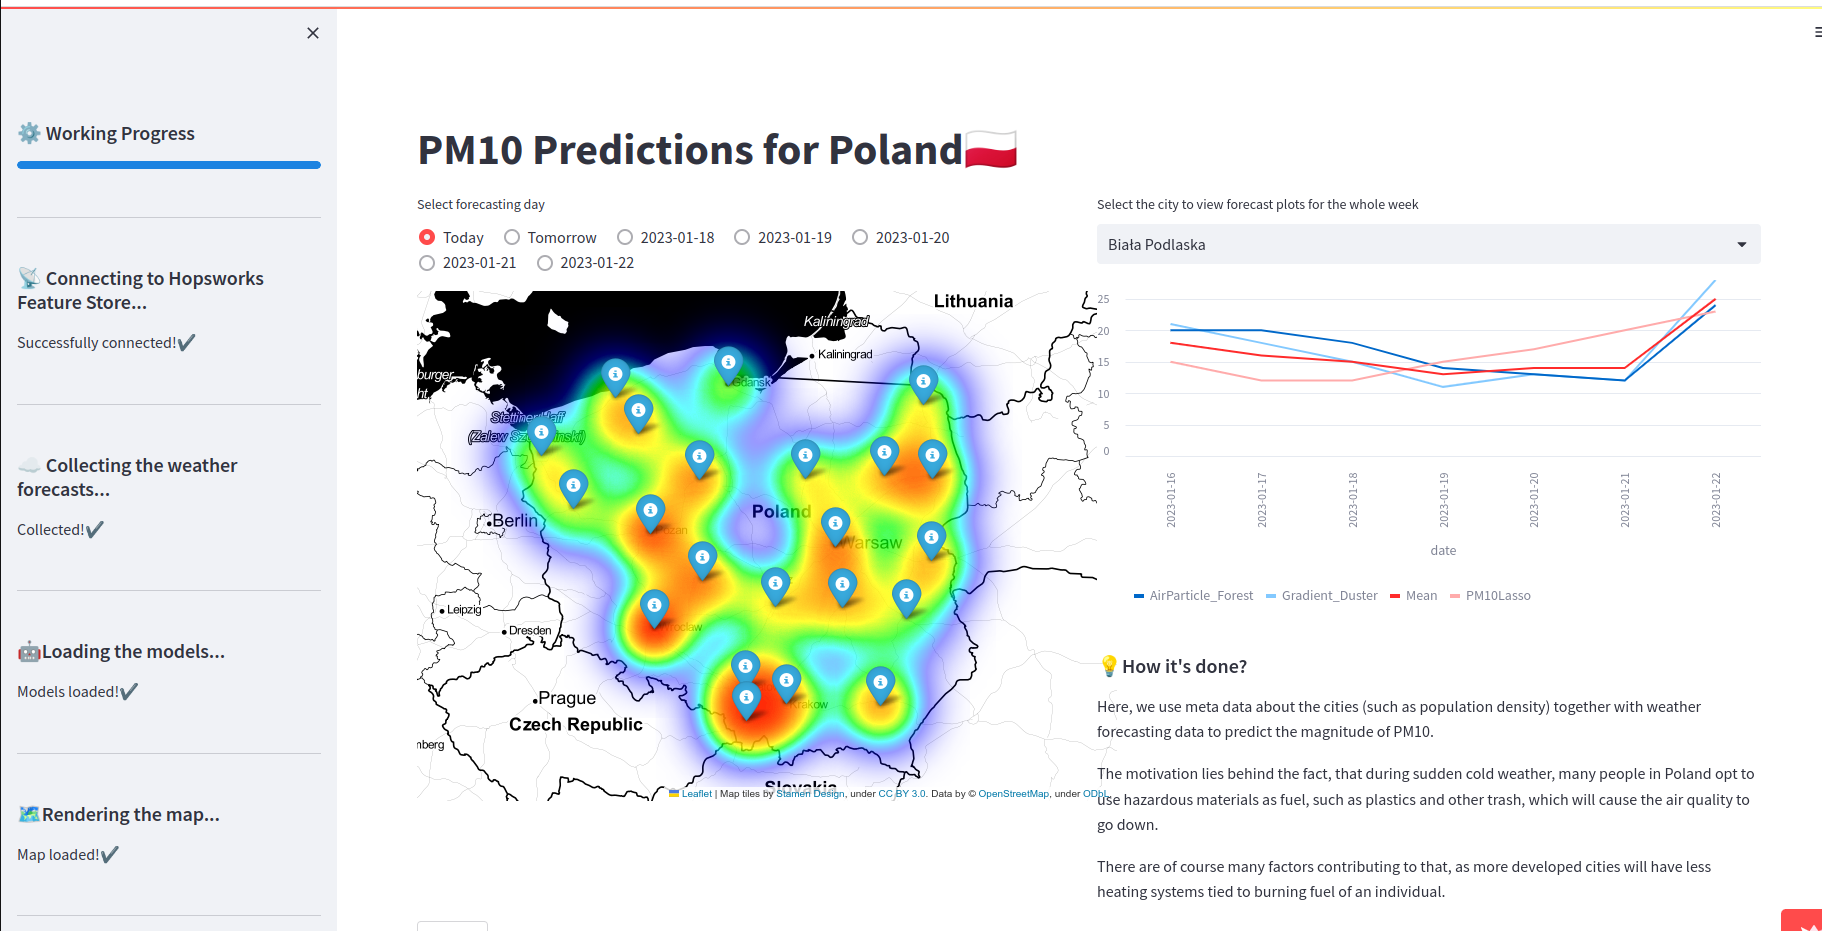 ⚙️ Working Progress
📡 Connecting to Hopsworks
Feature Store...
Successfully connected!✔️
☁️ Collecting the weather
forecasts...
Collected!✔️
🤖Loading the models...
Models loaded!✔️
🗺️Rendering the map...
Map loaded!✔️
PM10 Predictions for Poland🇵🇱
Select forecasting day
Today
Tomorrow
2023-01-18
2023-01-19
2023-01-20
2023-01-21
2023-01-22
Lithuania
Kaliningrad
Kaliningrad
burger
ht
Gdansk
Stettiner Haff
Poland
Berlin
Warsaw
Leipzig
Dresden
Prague
Krakow
Czech Republic
nberg
Slovakia
Leaflet | Map tiles by Stamen Design, under CC BY 3.0. Data by © OpenStreetMap, under ODbL
Select the city to view forecast plots for the whole week
Biała Podlaska
25
20
15
10
5
0
2023-01-16
2023-01-17
2023-01-18
2023-01-19
2023-01-20
2023-01-21
2023-01-22
date
AirParticle_Forest
Gradient_Duster
Mean
PM10Lasso
💡How it's done?
Here, we use meta data about the cities (such as population density) together with weather
forecasting data to predict the magnitude of PM10.
The motivation lies behind the fact, that during sudden cold weather, many people in Poland opt to
use hazardous materials as fuel, such as plastics and other trash, which will cause the air quality to
go down.
There are of course many factors contributing to that, as more developed cities will have less
heating systems tied to burning fuel of an individual.